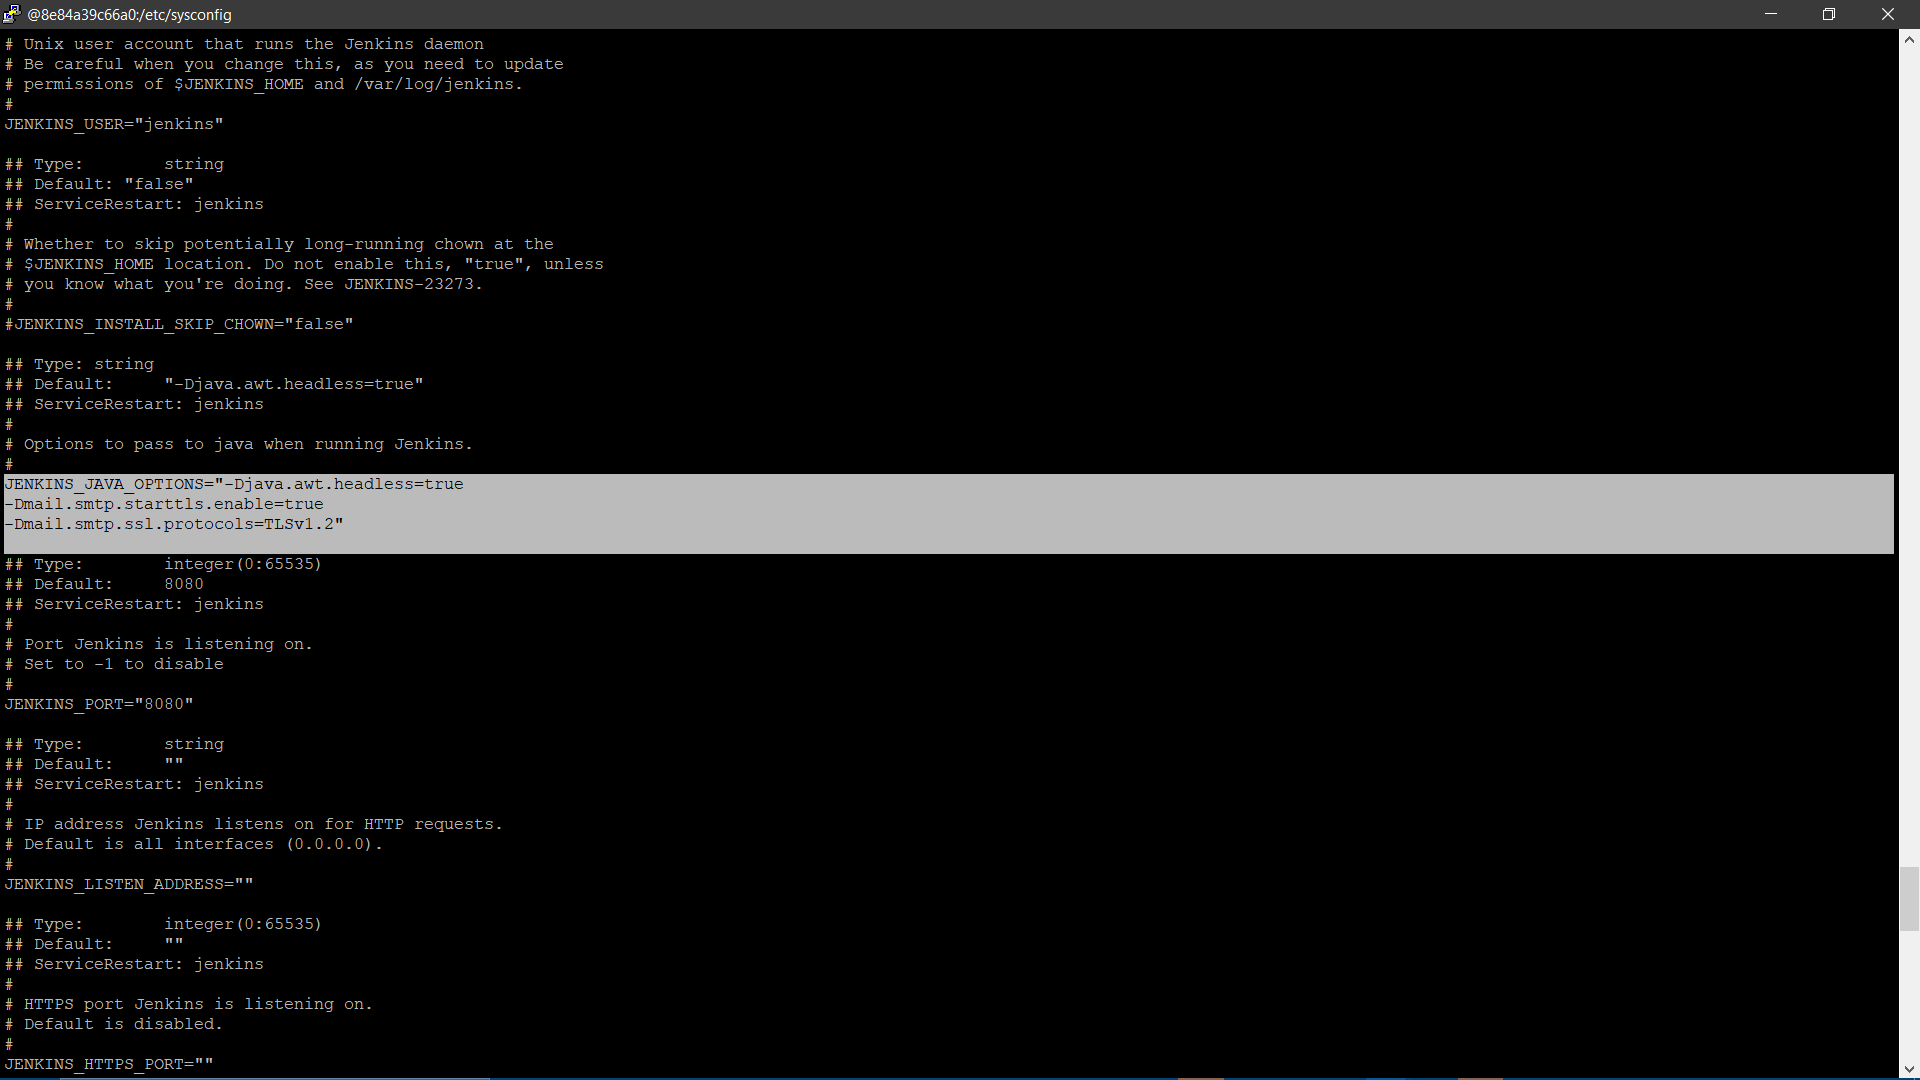 @8e84a39c66a0:/etc/sysconfig
# Unix user account that runs the Jenkins daemon
# Be careful when you change this, as you need to update
# permissions of $JENKINS_HOME and /var/log/jenkins.
#
JENKINS_USER="jenkins"
## Type:        string
## Default: "false"
## ServiceRestart: jenkins
#
# Whether to skip potentially long-running chown at the
# $JENKINS_HOME location. Do not enable this, "true", unless
# you know what you're doing. See JENKINS-23273.
#
#JENKINS_INSTALL_SKIP_CHOWN="false"
## Type: string
## Default:     "-Djava.awt.headless=true"
## ServiceRestart: jenkins
#
# Options to pass to java when running Jenkins.
#
JENKINS_JAVA_OPTIONS="-Djava.awt.headless=true
-Dmail.smtp.starttls.enable=true
-Dmail.smtp.ssl.protocols=TLSv1.2"
## Type:        integer(0:65535)
## Default:     8080
## ServiceRestart: jenkins
#
# Port Jenkins is listening on.
# Set to -1 to disable
#
JENKINS_PORT="8080"
## Type:        string
## Default:     ""
## ServiceRestart: jenkins
#
# IP address Jenkins listens on for HTTP requests.
# Default is all interfaces (0.0.0.0).
#
JENKINS_LISTEN_ADDRESS=""
## Type:        integer(0:65535)
## Default:     ""
## ServiceRestart: jenkins
#
# HTTPS port Jenkins is listening on.
# Default is disabled.
#
JENKINS_HTTPS_PORT=""